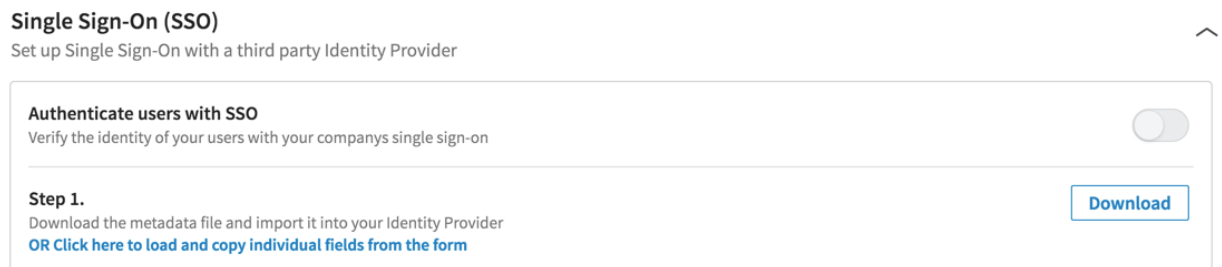 Single Sign-On (SSO)
Set up Single Sign-On with a third party Identity Provider
Authenticate users with SSO
Verify the identity of your users with your companys single sign-on
Step 1.
Download
Download the metadata file and import it into your Identity Provider
OR Click here to load and copy individual fields from the form